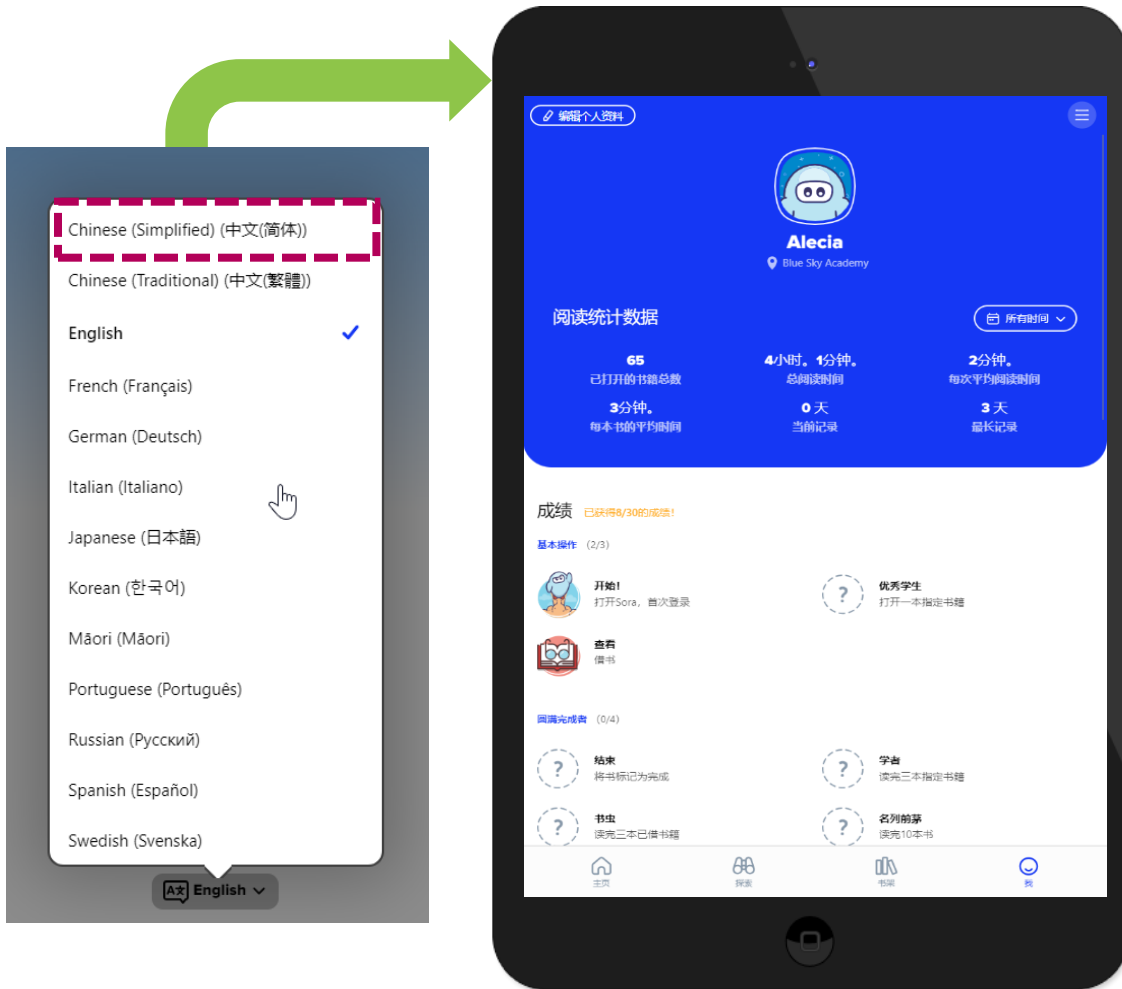 Chinese (Simplified) (中文(简体))
Chinese (Traditional) (中文(繁體))
English
French (Français)
German (Deutsch)
Italian (Italiano)
Japanese (日本語)
Korean (한국어)
Māori (Māori)
Portuguese (Português)
Russian (Русский)
Spanish (Español)
Swedish (Svenska)
English
编辑个人资料
Alecia
Blue Sky Academy
阅读统计数据
所有时间
65 4小时。1分钟。 2分钟。
已打开的书籍总数 总阅读时间 每次平均阅读时间
3分钟。 0 天 3 天
每本书的平均时间 当前记录 最长记录
成绩 已获得8/30的成绩!
基本操作 (2/3)
开始! 优秀学生
打开Sora，首次登录 打开一本指定书籍
查看
借书
圆满完成者 (0/4)
结束 学者
将书标记为完成 读完三本指定书籍
书虫 名列前茅
读完三本已借书籍 读完10本书
主页 探索 书架 我